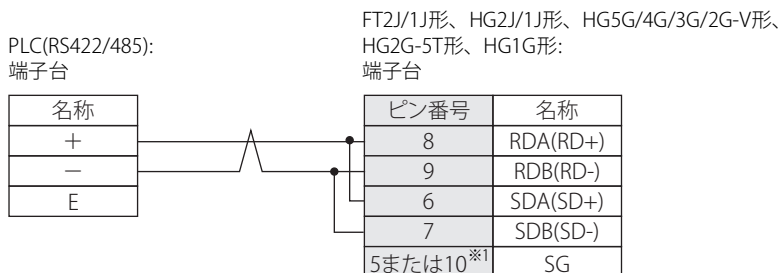 FT2J/1J形、HG2J/1J形、HG5G/4G/3G/2G-V形、
PLC(RS422/485):
HG2G-5T形、HG1G形:
端子台
端子台
名称
+
−
E
ピン番号 名称
8 RDA(RD+)
9 RDB(RD-)
6 SDA(SD+)
7 SDB(SD-)
5または10※1 SG